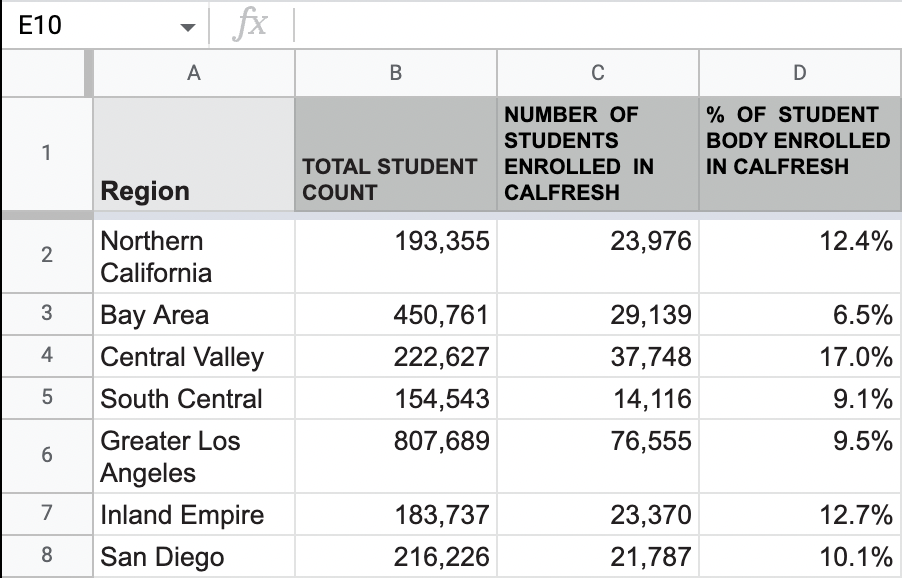 E10 fx
A B C D
1 Region TOTAL STUDENT COUNT NUMBER OF STUDENTS ENROLLED IN CALFRESH % OF STUDENT BODY ENROLLED IN CALFRESH
2 Northern California 193,355 23,976 12.4%
3 Bay Area 450,761 29,139 6.5%
4 Central Valley 222,627 37,748 17.0%
5 South Central 154,543 14,116 9.1%
6 Greater Los Angeles 807,689 76,555 9.5%
7 Inland Empire 183,737 23,370 12.7%
8 San Diego 216,226 21,787 10.1%